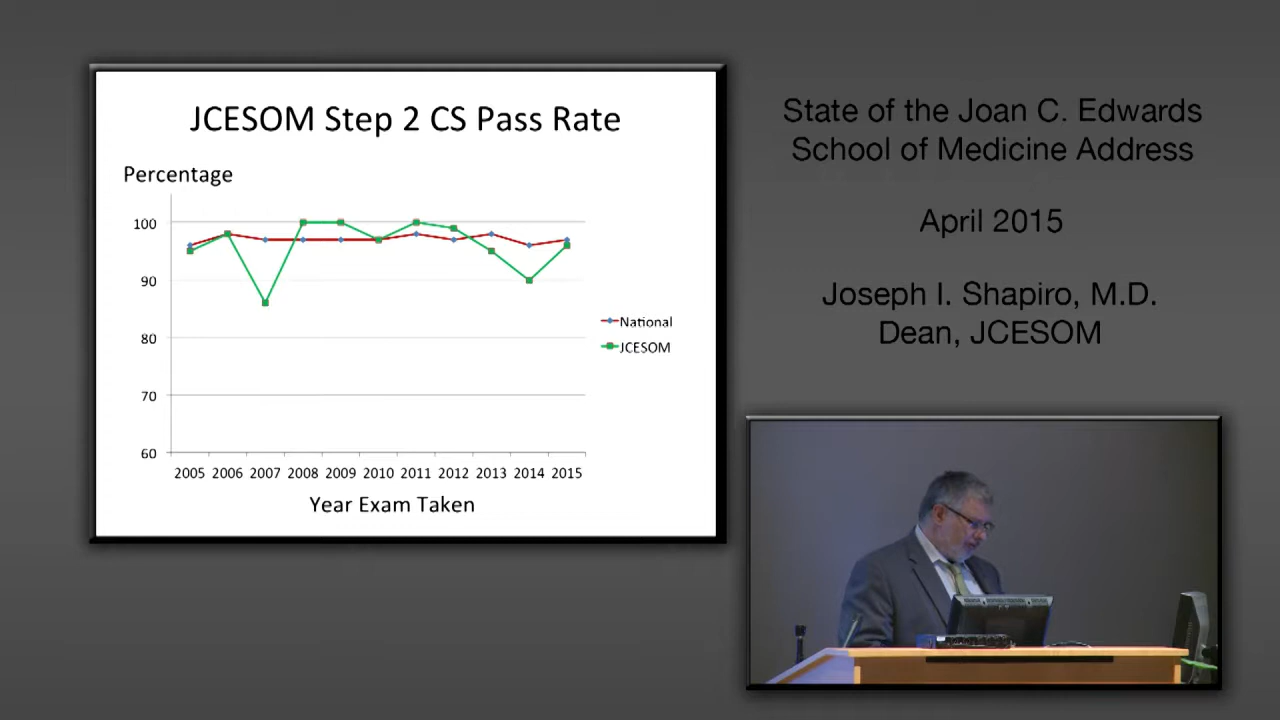 JCESOM Step 2 CS Pass Rate
Percentage
100
90
80
70
60
2005 2006 2007 2008 2009 2010 2011 2012 2013 2014 2015
Year Exam Taken
National
JCESOM
State of the Joan C. Edwards
School of Medicine Address
April 2015
Joseph I. Shapiro, M.D.
Dean, JCESOM